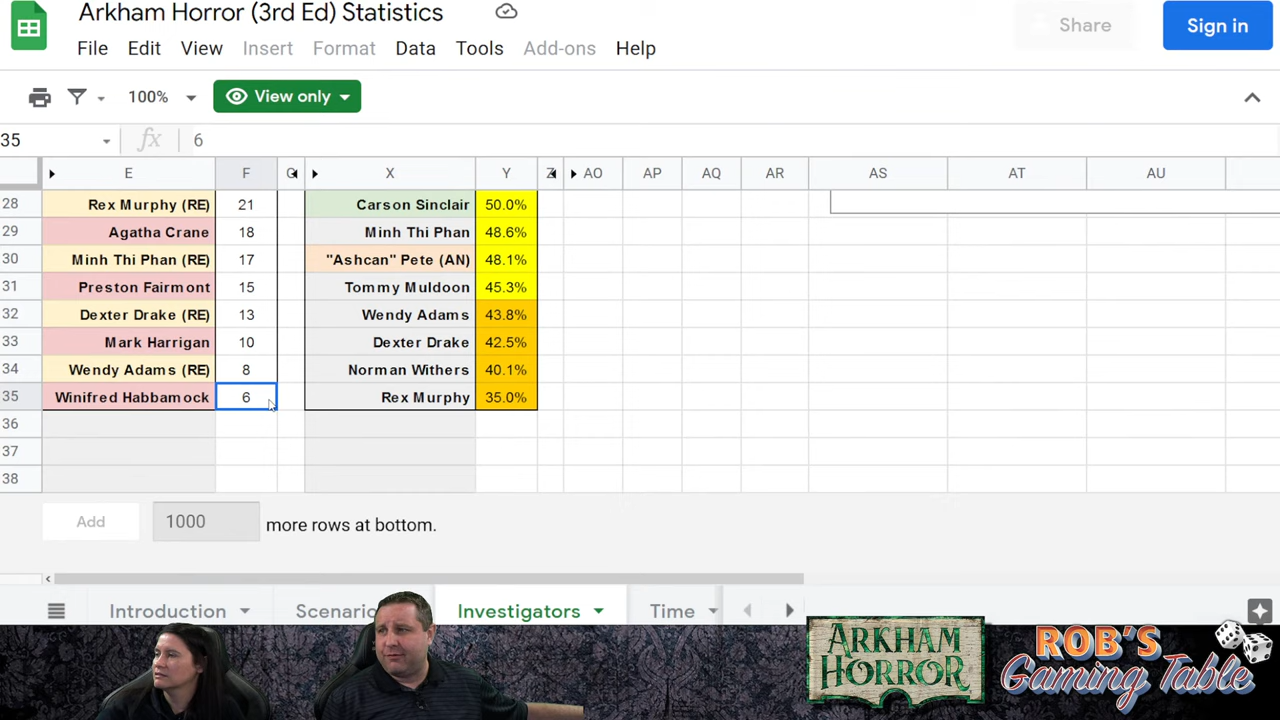 Arkham Horror (3rd Ed) Statistics
Share
Sign in
File Edit View Insert Format Data Tools Add-ons Help
100% View only
35 fx 6
E F G X Y Z AO AP AQ AR AS AT AU
28 Rex Murphy (RE) 21 Carson Sinclair 50.0%
29 Agatha Crane 18 Minh Thi Phan 48.6%
30 Minh Thi Phan (RE) 17 "Ashcan" Pete (AN) 48.1%
31 Preston Fairmont 15 Tommy Muldoon 45.3%
32 Dexter Drake (RE) 13 Wendy Adams 43.8%
33 Mark Harrigan 10 Dexter Drake 42.5%
34 Wendy Adams (RE) 8 Norman Withers 40.1%
35 Winifred Habbamock 6 Rex Murphy 35.0%
36
37
38
Add 1000 more rows at bottom.
Introduction Scenario Investigators Time
ARKHAM
HORROR
ROB'S
Gaming Table